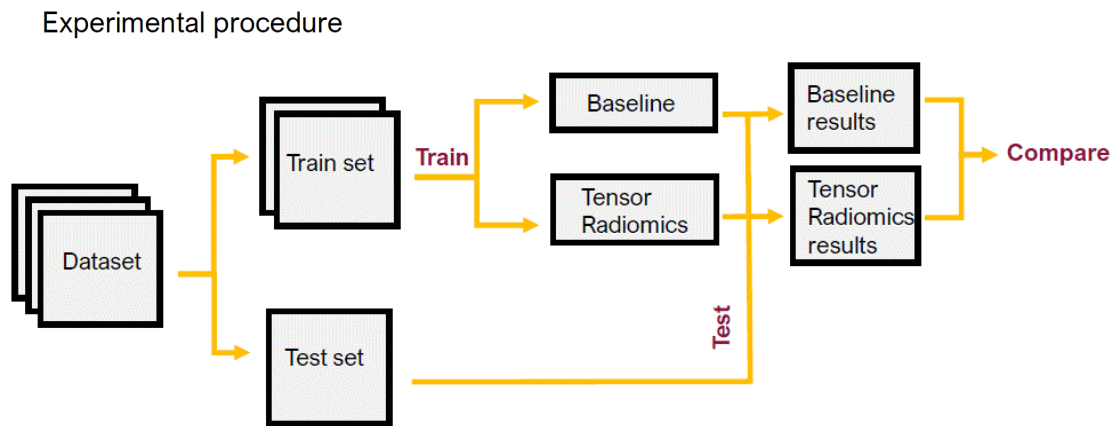 Experimental procedure
Dataset
Train set
Test set
Train
Baseline
Tensor
Radiomics
Test
Baseline
results
Tensor
Radiomics
results
Compare